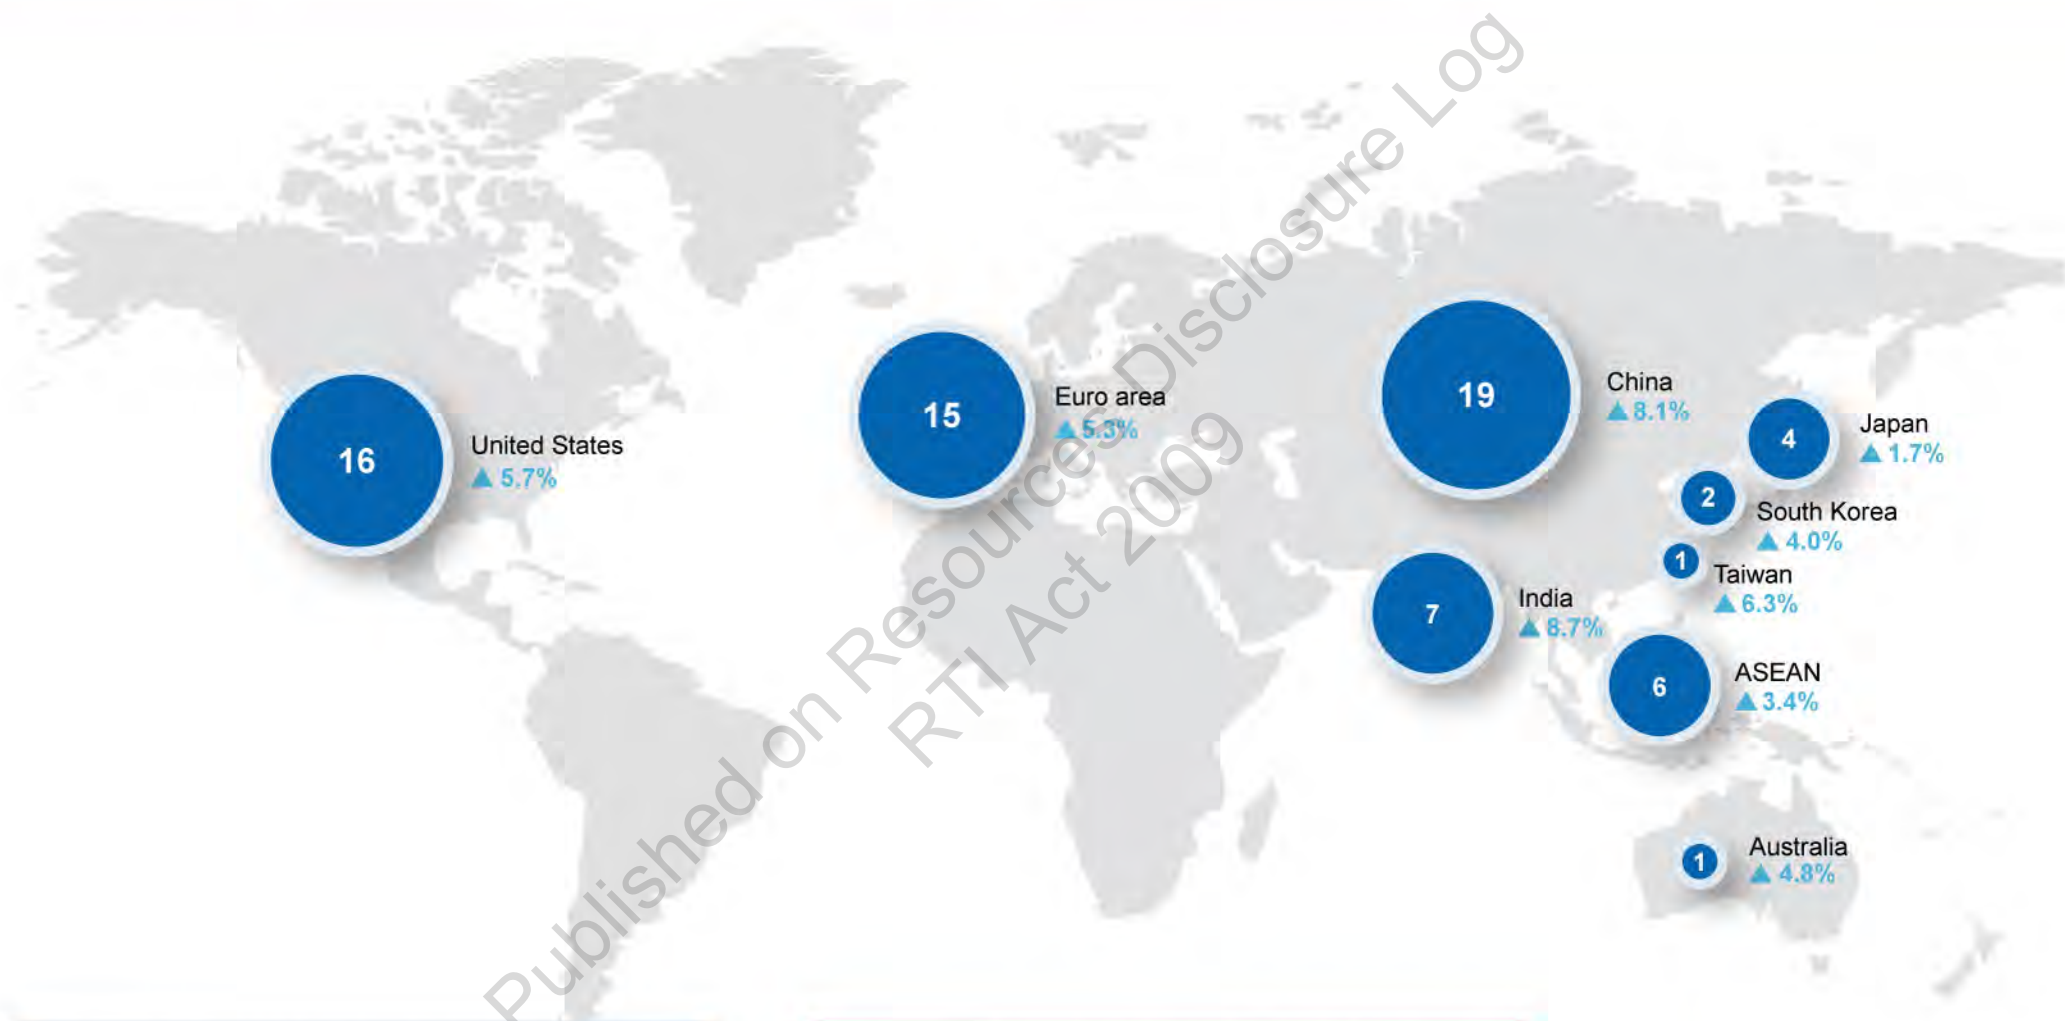 16
United States
▲ 5.7%
15
Euro area
▲ 5.3%
19
China
▲ 8.1%
4
Japan
▲ 1.7%
2
South Korea
▲ 4.0%
1
Taiwan
▲ 6.3%
7
India
▲ 8.7%
6
ASEAN
▲ 3.4%
1
Australia
▲ 4.8%
Published on Resources Disclosure Log
RTI Act 2009